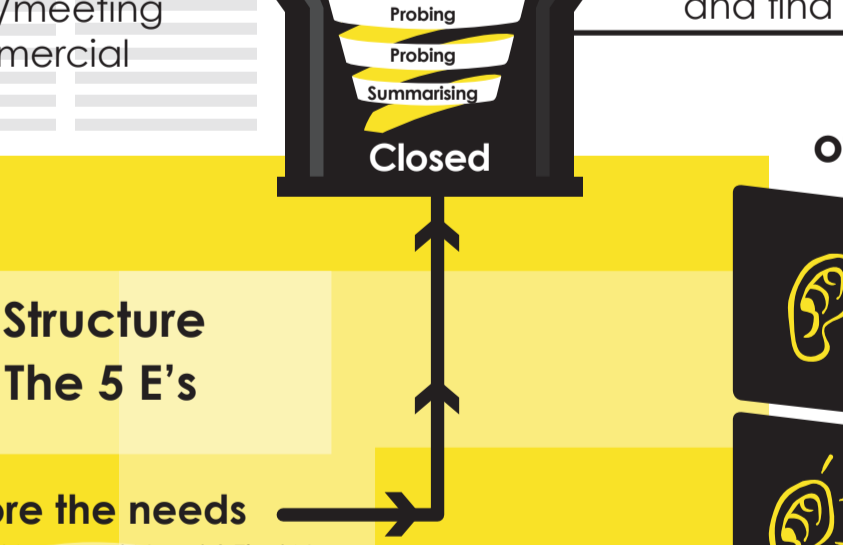 /meeting
mercial
Probing
Probing
Summarising
Closed
and find
Structure
The 5 E's
ore the needs